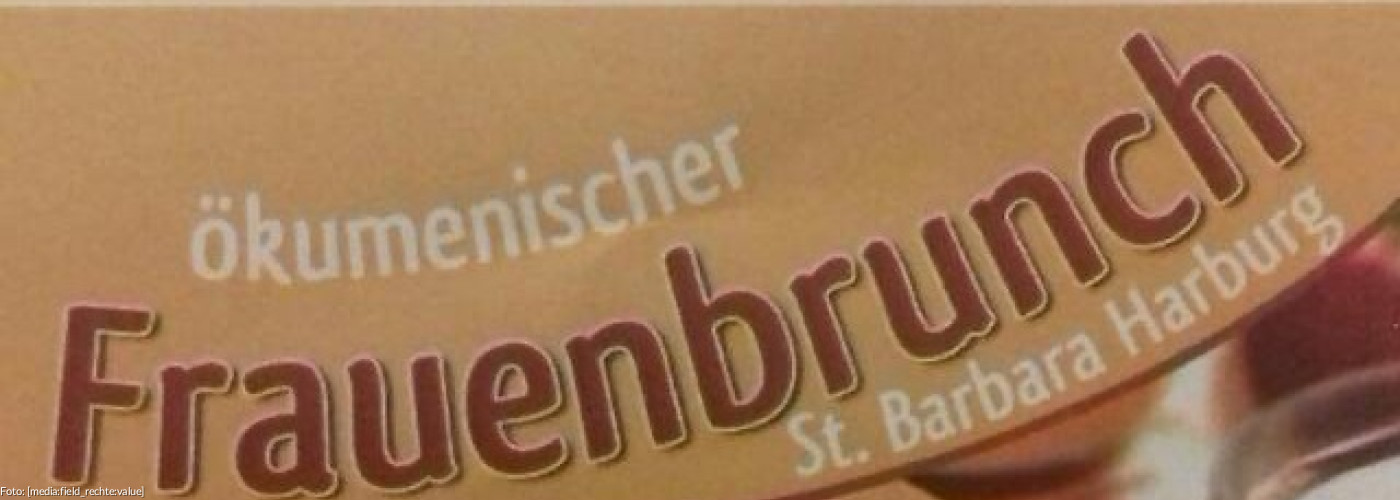 ökumenischer
Frauenbrunch
St. Barbara Harburg
Foto: [media:field_rechte:value]